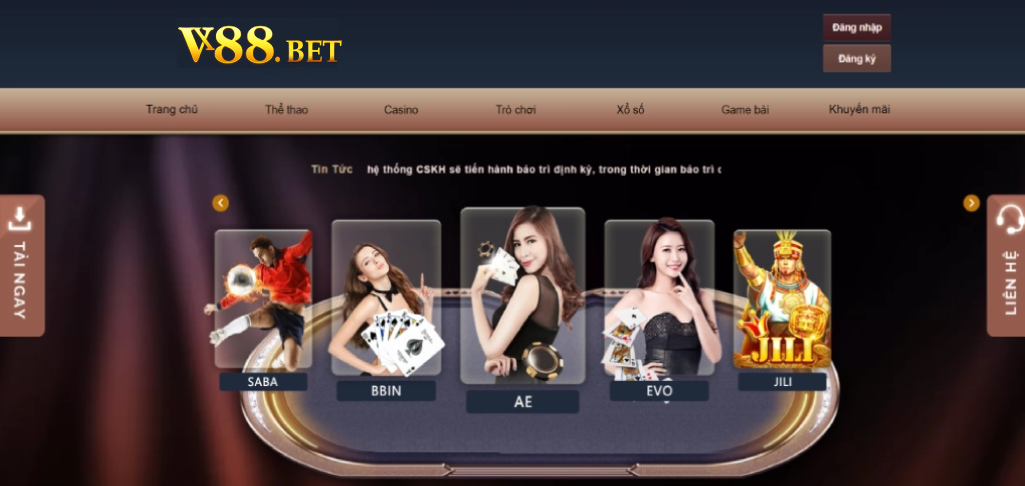 VX88.BET
Đăng nhập
Đăng ký
Trang chủ Thể thao Casino Trò chơi Xổ số Game bài Khuyến mãi
Tin Tức hệ thống CSKH sẽ tiến hành bảo trì định kỳ, trong thời gian bảo trì
TẢI NGAY
LIÊN HỆ
JILI
SABA
BBIN
AE
EVO
JILI